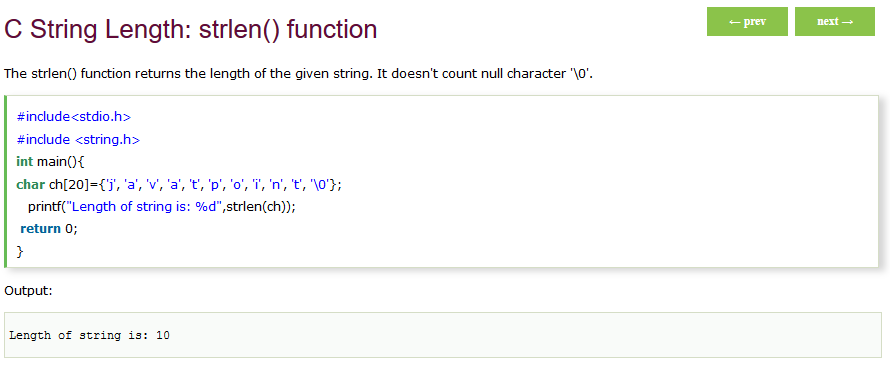 C String Length: strlen() function
← prev
next →
The strlen() function returns the length of the given string. It doesn't count null character '\0'.
#include<stdio.h>
#include <string.h>
int main(){
char ch[20]={'j', 'a', 'v', 'a', 't', 'p', 'o', 'i', 'n', 't', '\0'};
   printf("Length of string is: %d",strlen(ch));
 return 0;
}
Output:
Length of string is: 10